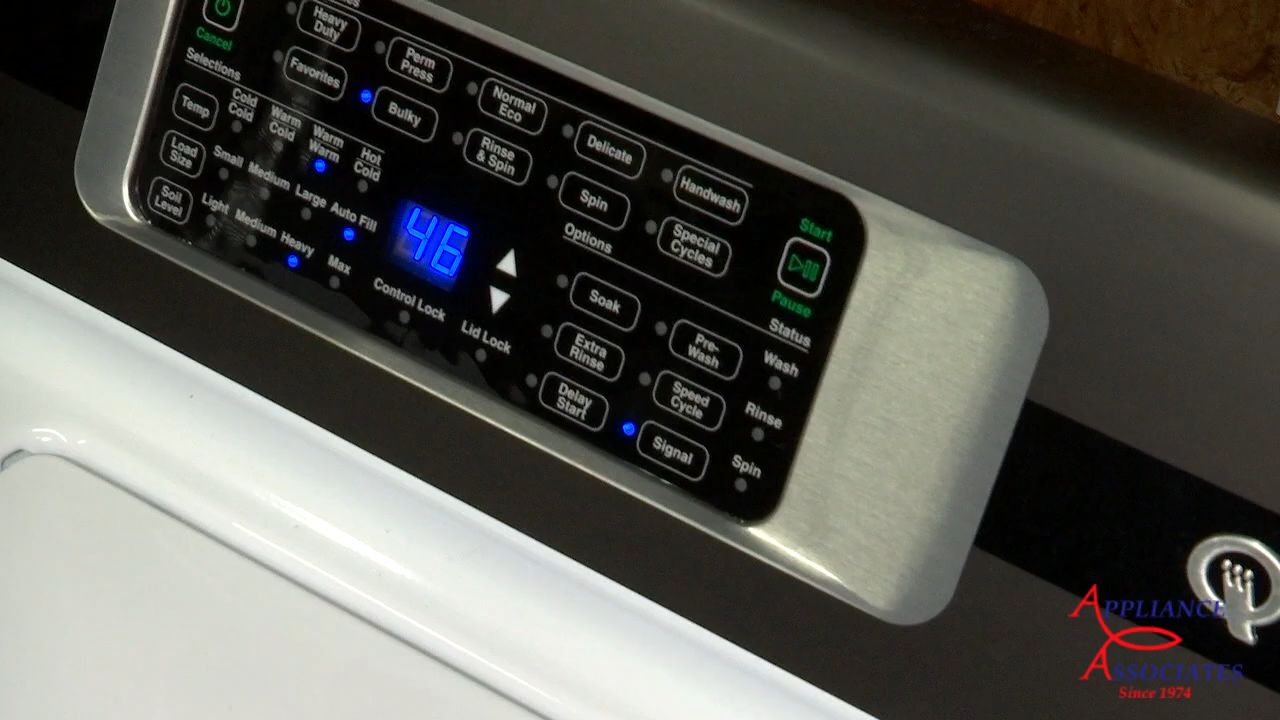 Cancel
Heavy
Duty
Perm
Press
Normal
Eco
Delicate
Handwash
Favorites
Bulky
Rinse
& Spin
Spin
Special
Cycles
Start
Pause
Selections
Temp
Cold
Cold
Warm
Cold
Warm
Warm
Hot
Cold
Load
Size
Small
Medium
Large
Auto Fill
Soil
Level
Light
Medium
Heavy
Max
46
Control Lock
Lid Lock
Options
Soak
Pre-
Wash
Extra
Rinse
Speed
Cycle
Delay
Start
Signal
Status
Wash
Rinse
Spin
Q
APPLIANCE
ASSOCIATES
Since 1974